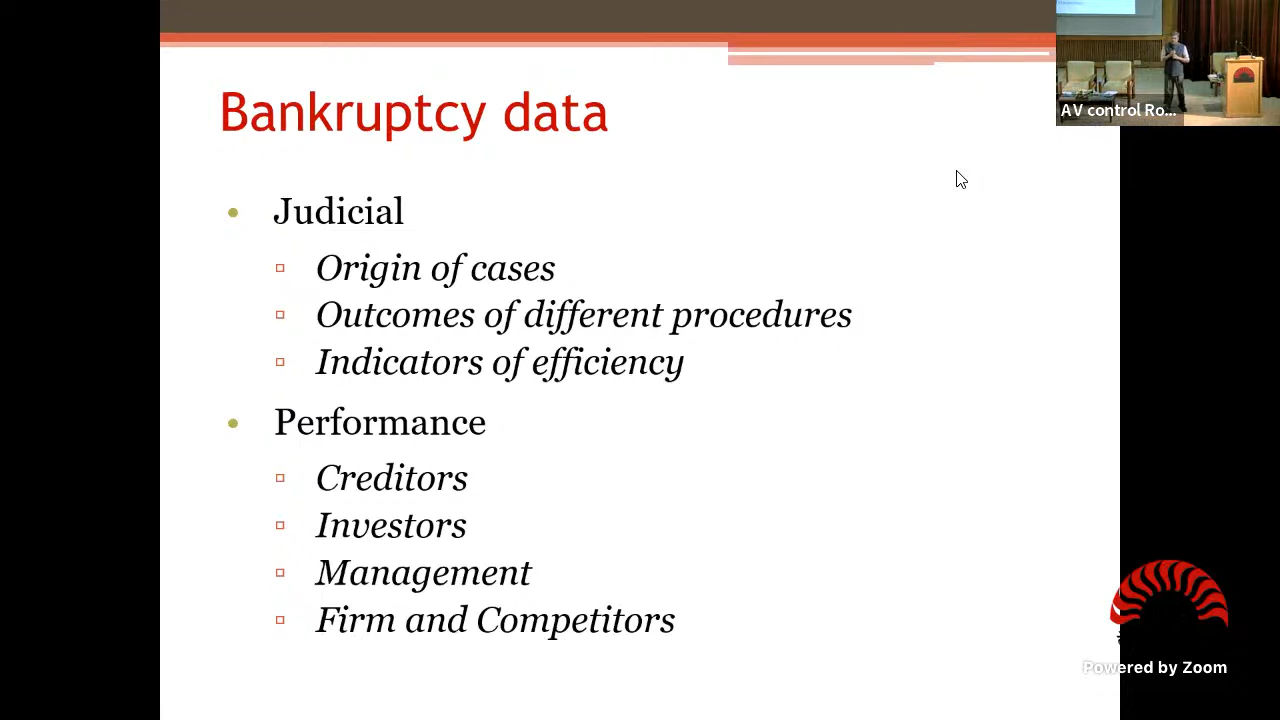 Bankruptcy data
AV control Ro...
Judicial
Origin of cases
Outcomes of different procedures
Indicators of efficiency
Performance
Creditors
Investors
Management
Firm and Competitors
Powered by Zoom